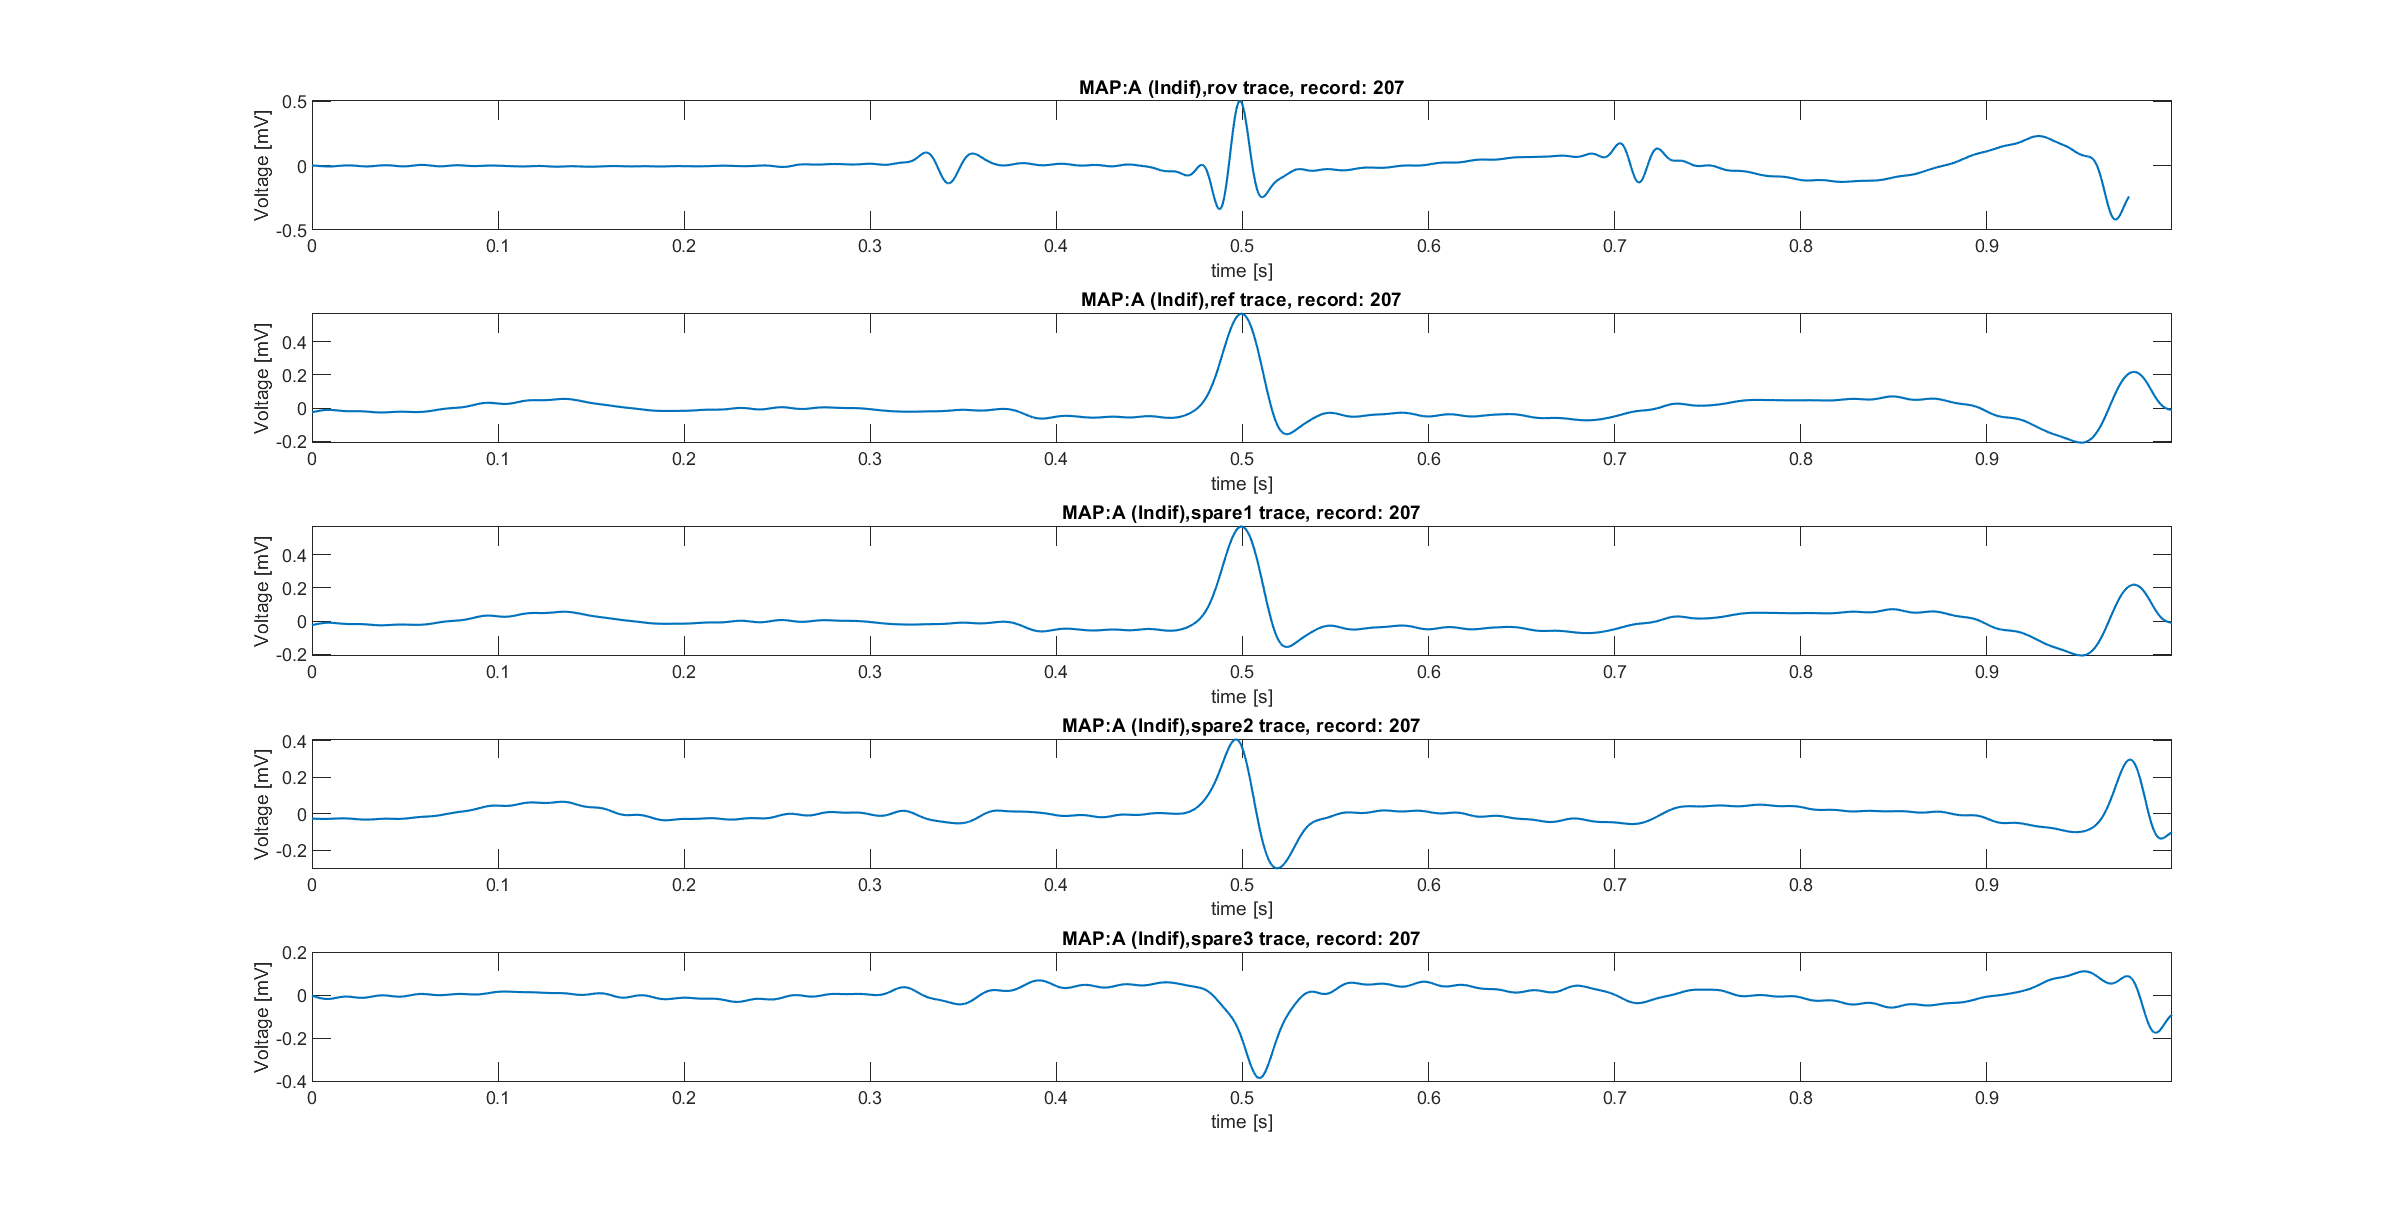 MAP:A (Indif),rov trace, record: 207
Voltage [mV]
0.5
0
-0.5
0 0.1 0.2 0.3 0.4 0.5 0.6 0.7 0.8 0.9
time [s]
MAP:A (Indif),ref trace, record: 207
Voltage [mV]
0.4
0.2
0
-0.2
0 0.1 0.2 0.3 0.4 0.5 0.6 0.7 0.8 0.9
time [s]
MAP:A (Indif),spare1 trace, record: 207
Voltage [mV]
0.4
0.2
0
-0.2
0 0.1 0.2 0.3 0.4 0.5 0.6 0.7 0.8 0.9
time [s]
MAP:A (Indif),spare2 trace, record: 207
Voltage [mV]
0.4
0.2
0
-0.2
0 0.1 0.2 0.3 0.4 0.5 0.6 0.7 0.8 0.9
time [s]
MAP:A (Indif),spare3 trace, record: 207
Voltage [mV]
0.2
0
-0.2
-0.4
0 0.1 0.2 0.3 0.4 0.5 0.6 0.7 0.8 0.9
time [s]